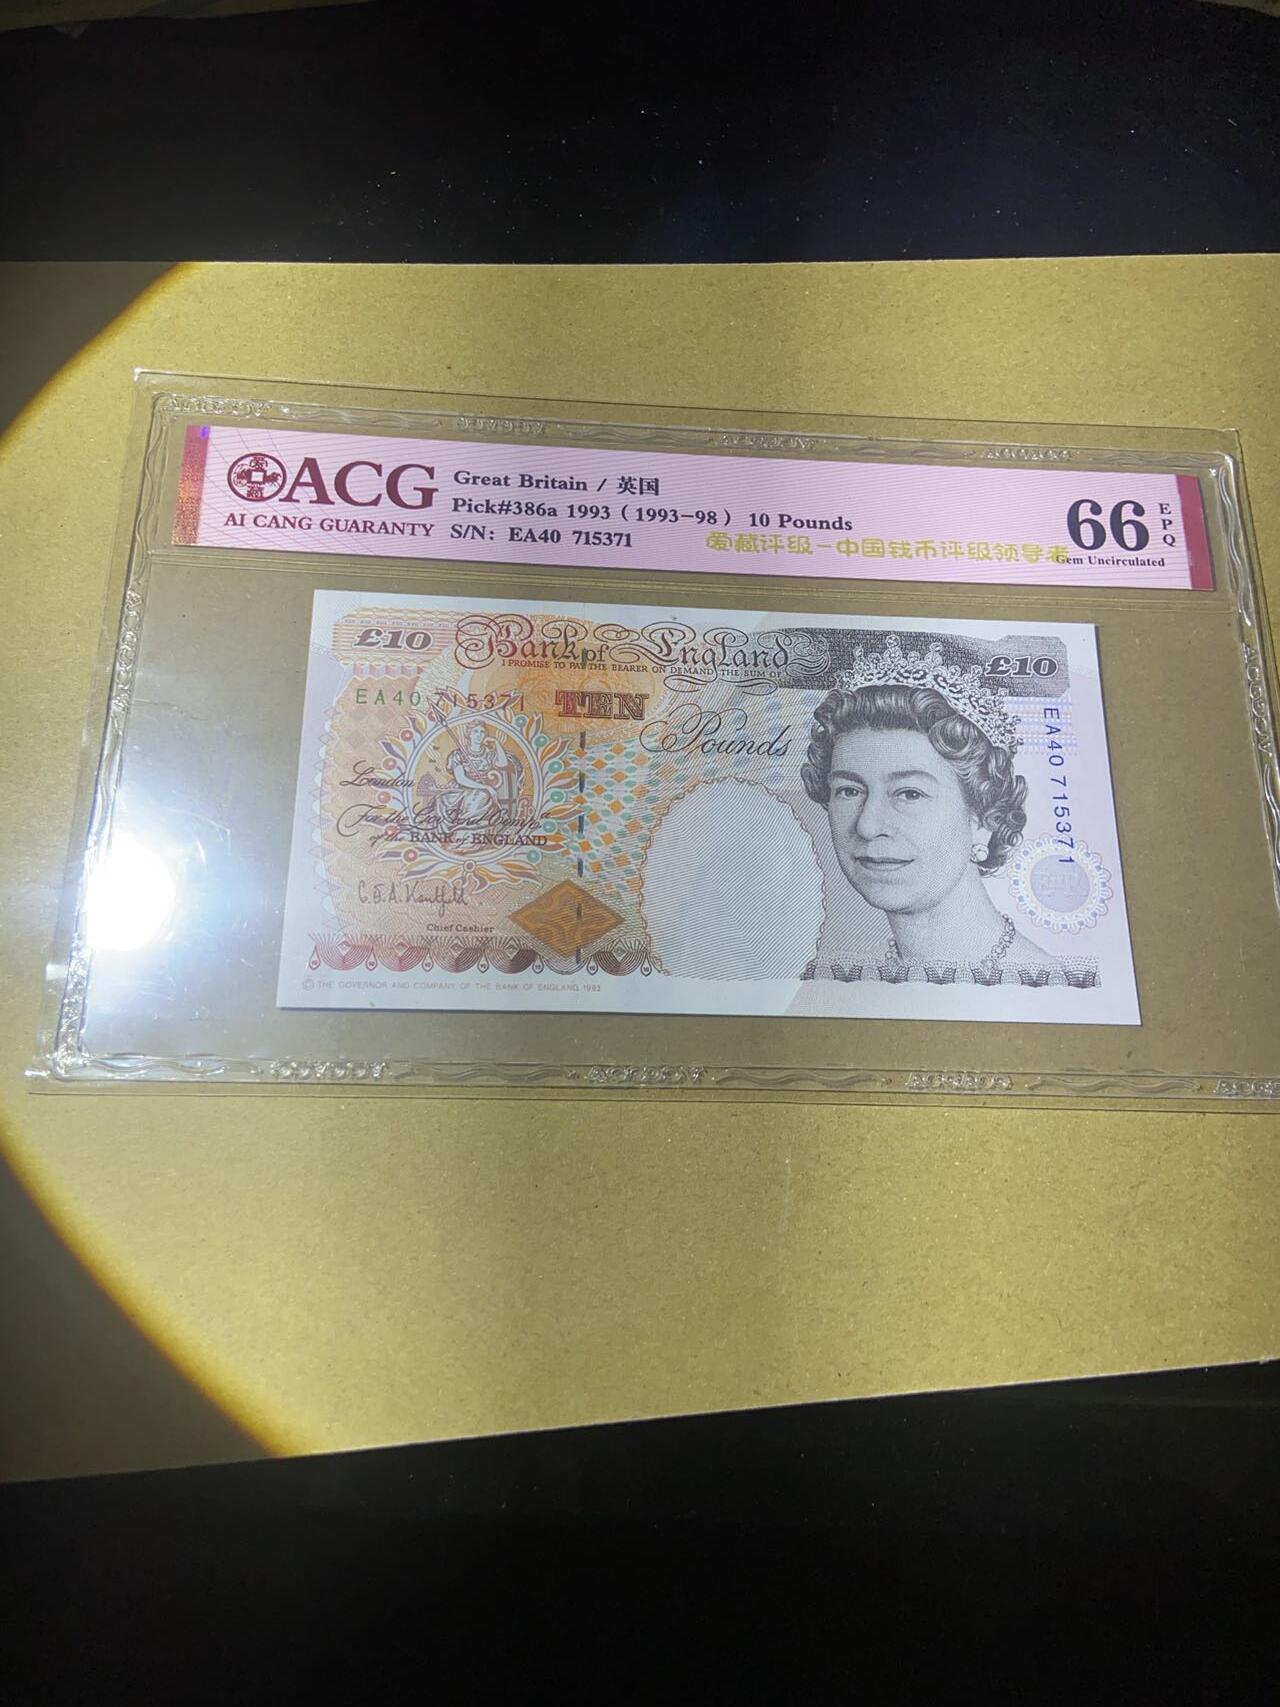 ACG
AI CANG GUARANTY
Great Britain / 英国
Pick#386a 1993 ( 1993-98 ) 10 Pounds
S/N: EA40 715371
爱藏评级-中国钱币评级领导者
66
EPQ
Gem Uncirculated
£10
Bank of England
£10
I PROMISE TO PAY THE BEARER ON DEMAND THE SUM OF
EA40 715371
TEN
Pounds
EA40 715371
London
For the Gov.r and Comp.a
of the BANK of ENGLAND
Chief Cashier
© THE GOVERNOR AND COMPANY OF THE BANK OF ENGLAND 1993